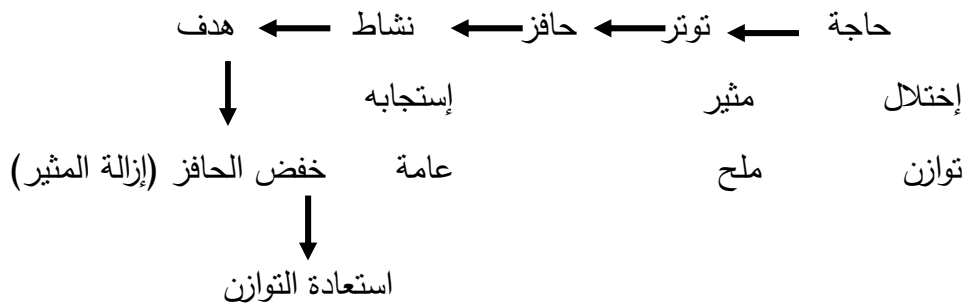 حاجة توتر حافز نشاط هدف
إختلال مثير إستجابه
توازن ملح عامة خفض الحافز (إزالة المثير)
استعادة التوازن